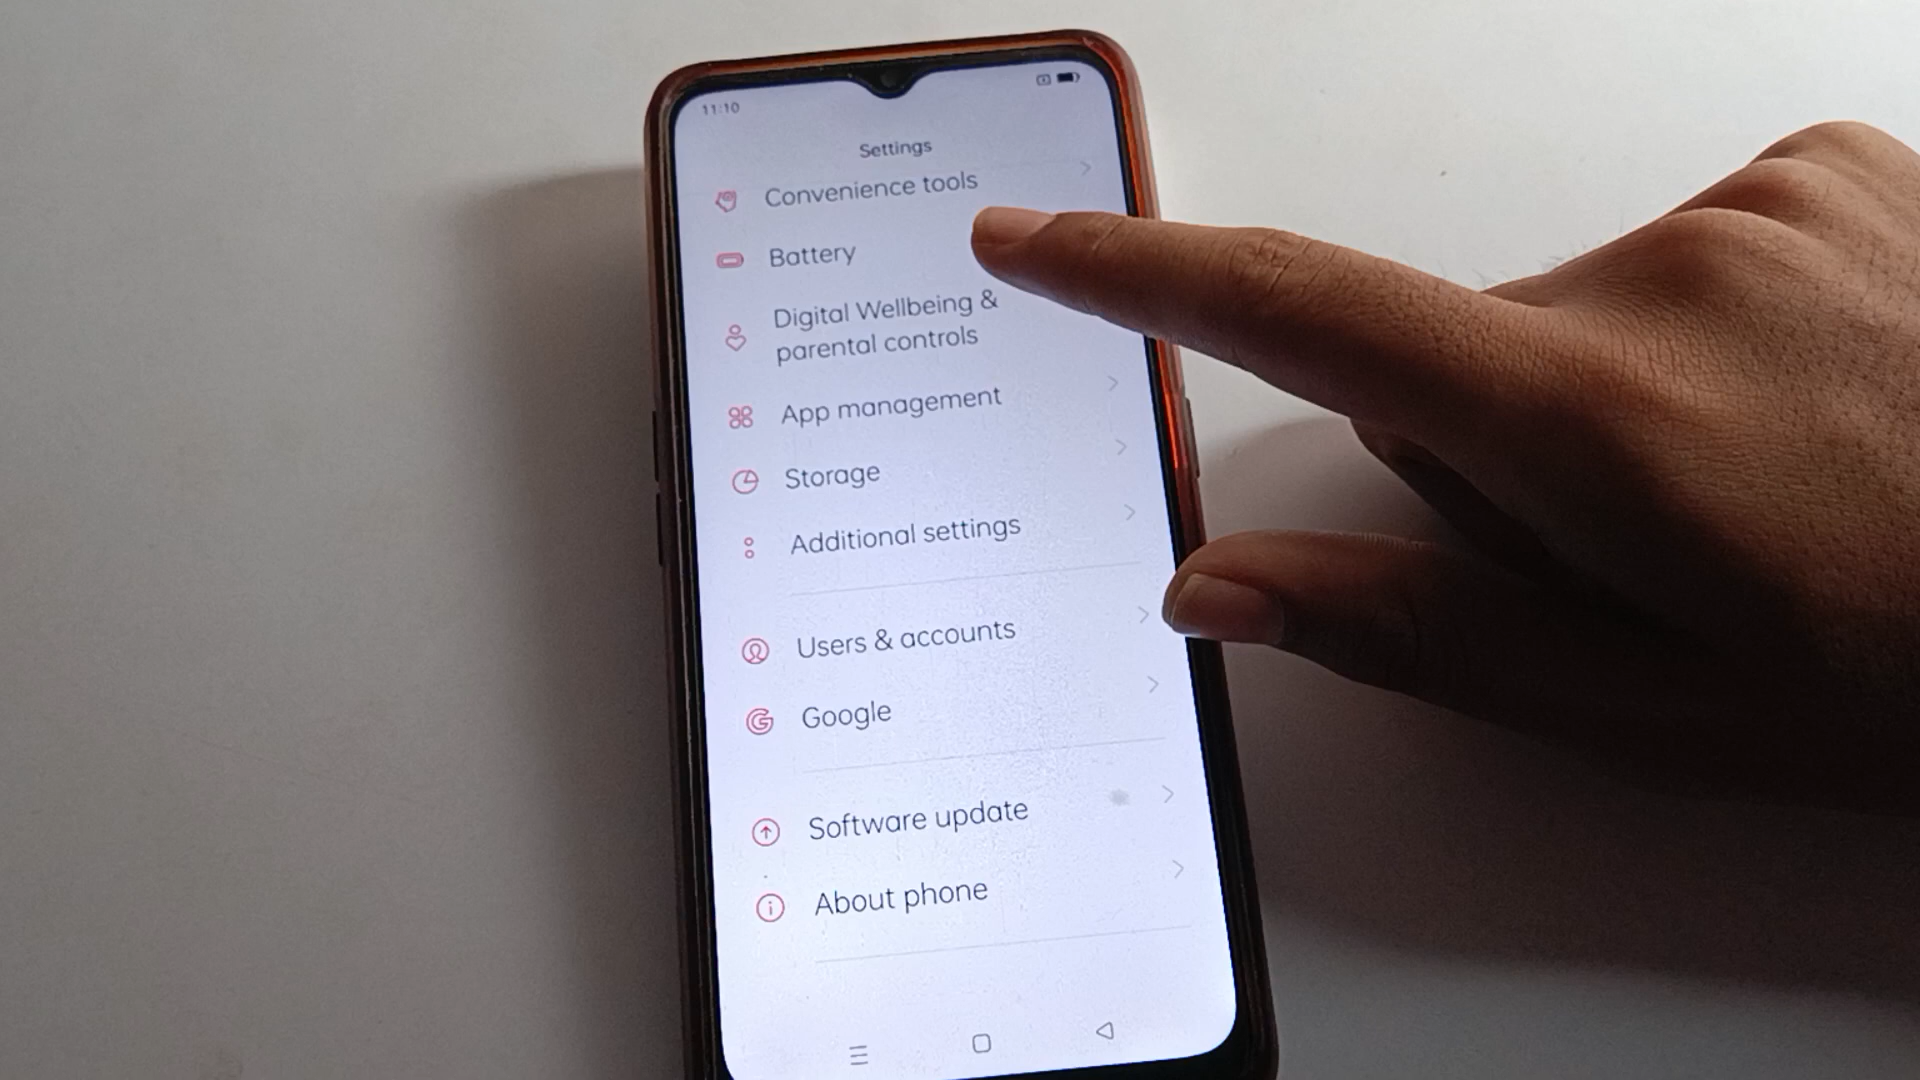 11:10
Settings
Convenience tools
Battery
Digital Wellbeing &
parental controls
App management
Storage
Additional settings
Users & accounts
Google
Software update
About phone